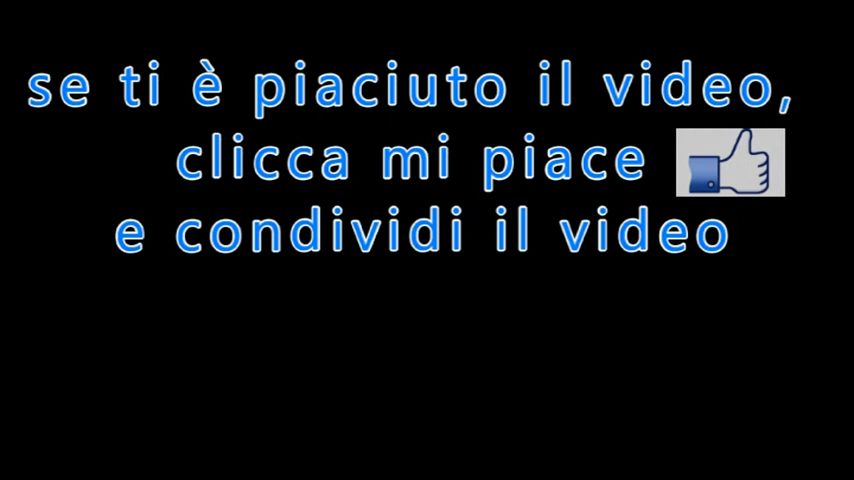 se ti è piaciuto il video,
clicca mi piace
e condividi il video